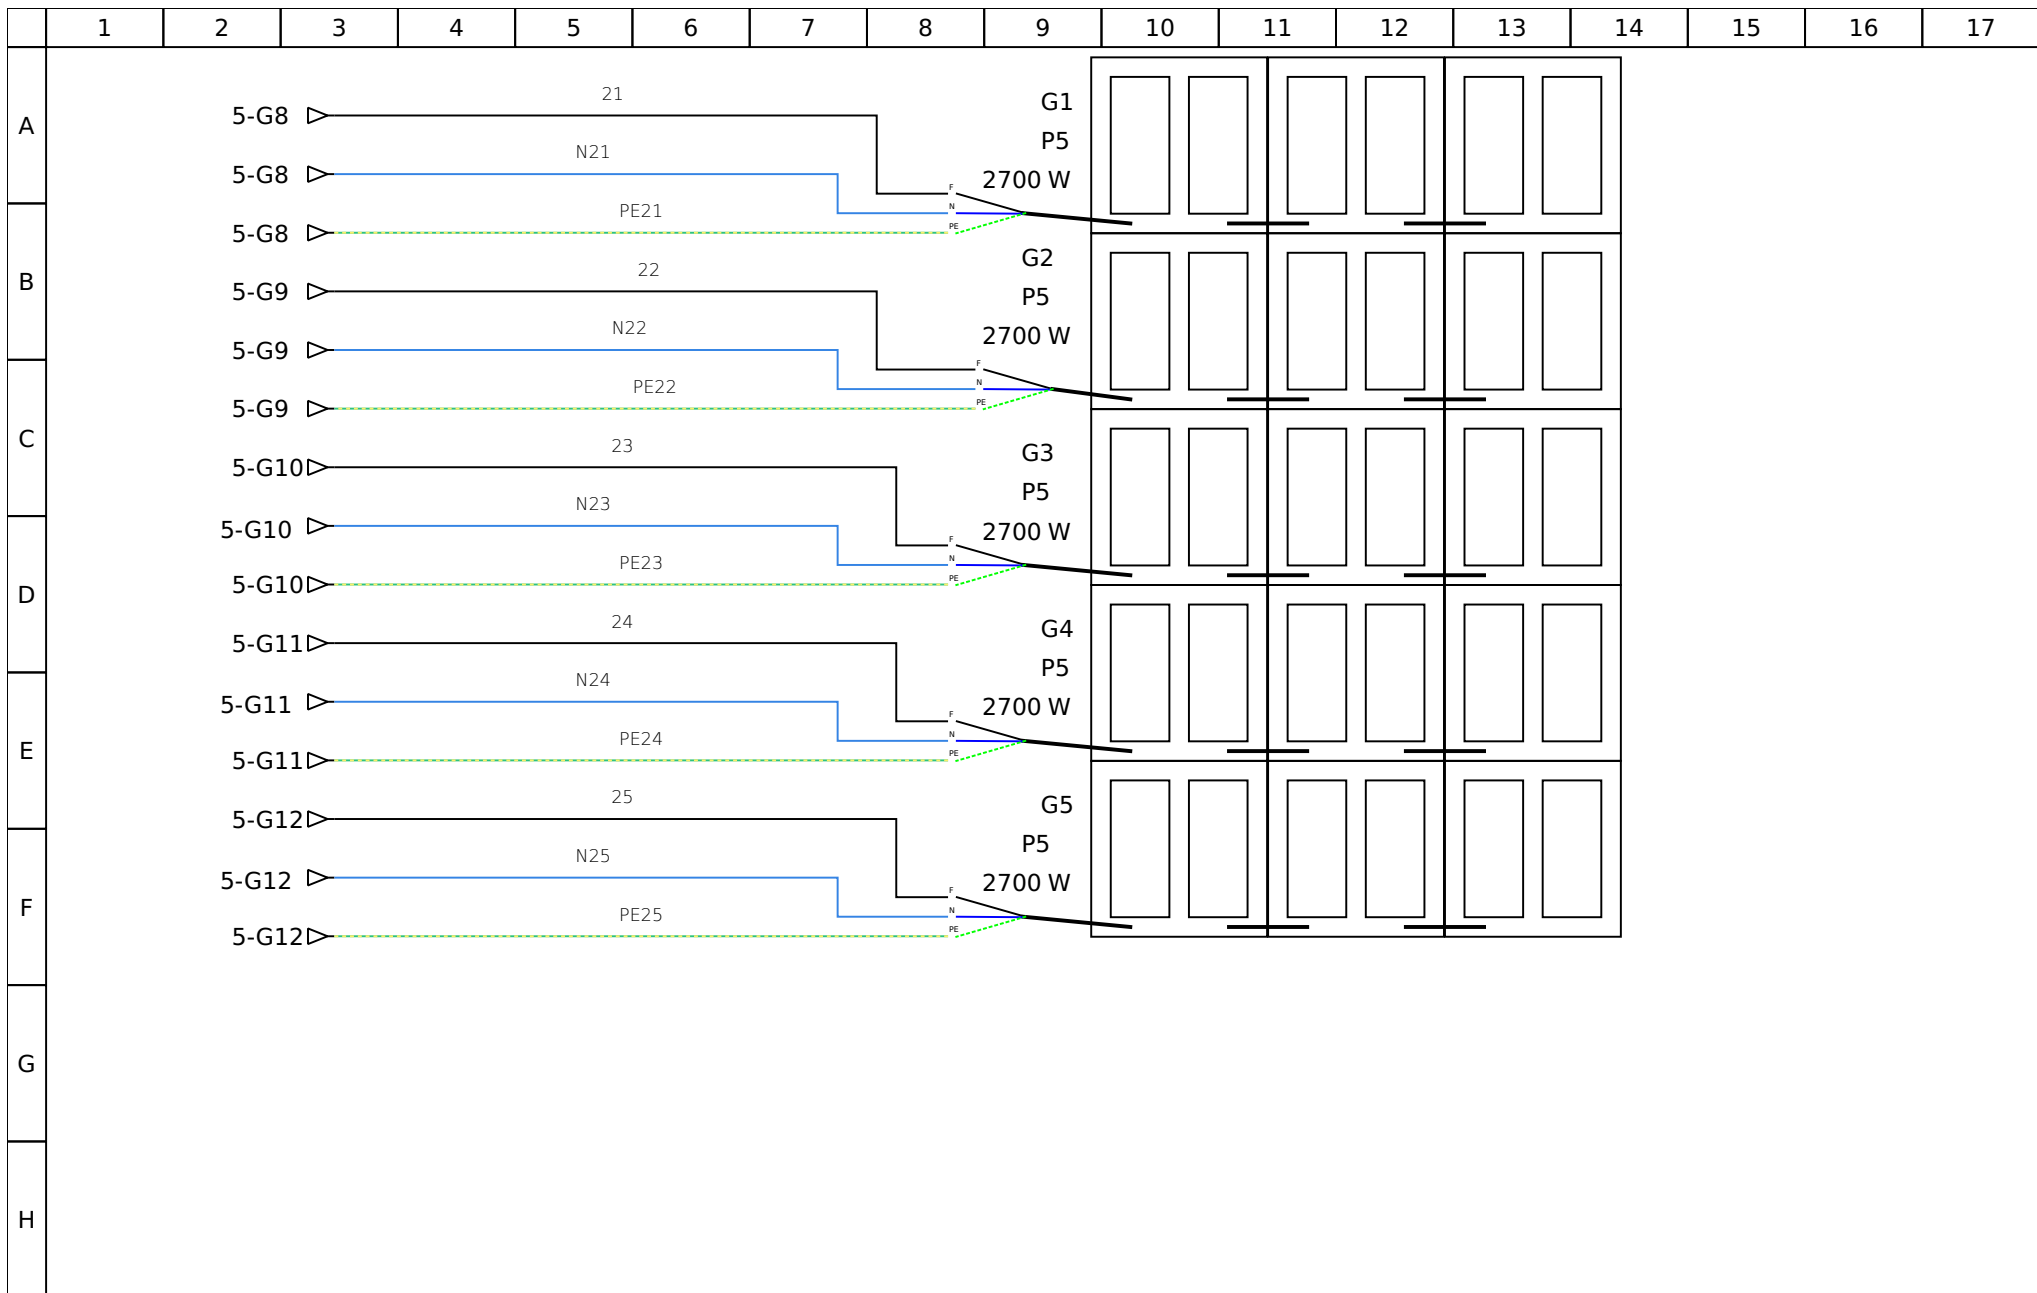 1 2 3 4 5 6 7 8 9 10 11 12 13 14 15 16 17
A
21
G1
5-G8
P5
N21
5-G8
2700 W
F
N
PE21
PE
5-G8
22
G2
B
5-G9
P5
N22
2700 W
5-G9
F
N
PE22
PE
5-G9
C
23
G3
5-G10
P5
N23
5-G10
2700 W
F
N
PE23
PE
5-G10
D
24
G4
5-G11
P5
N24
5-G11
2700 W
F
N
PE24
PE
E
5-G11
25
G5
5-G12
P5
N25
5-G12
2700 W
F
N
F
PE25
PE
5-G12
G
H